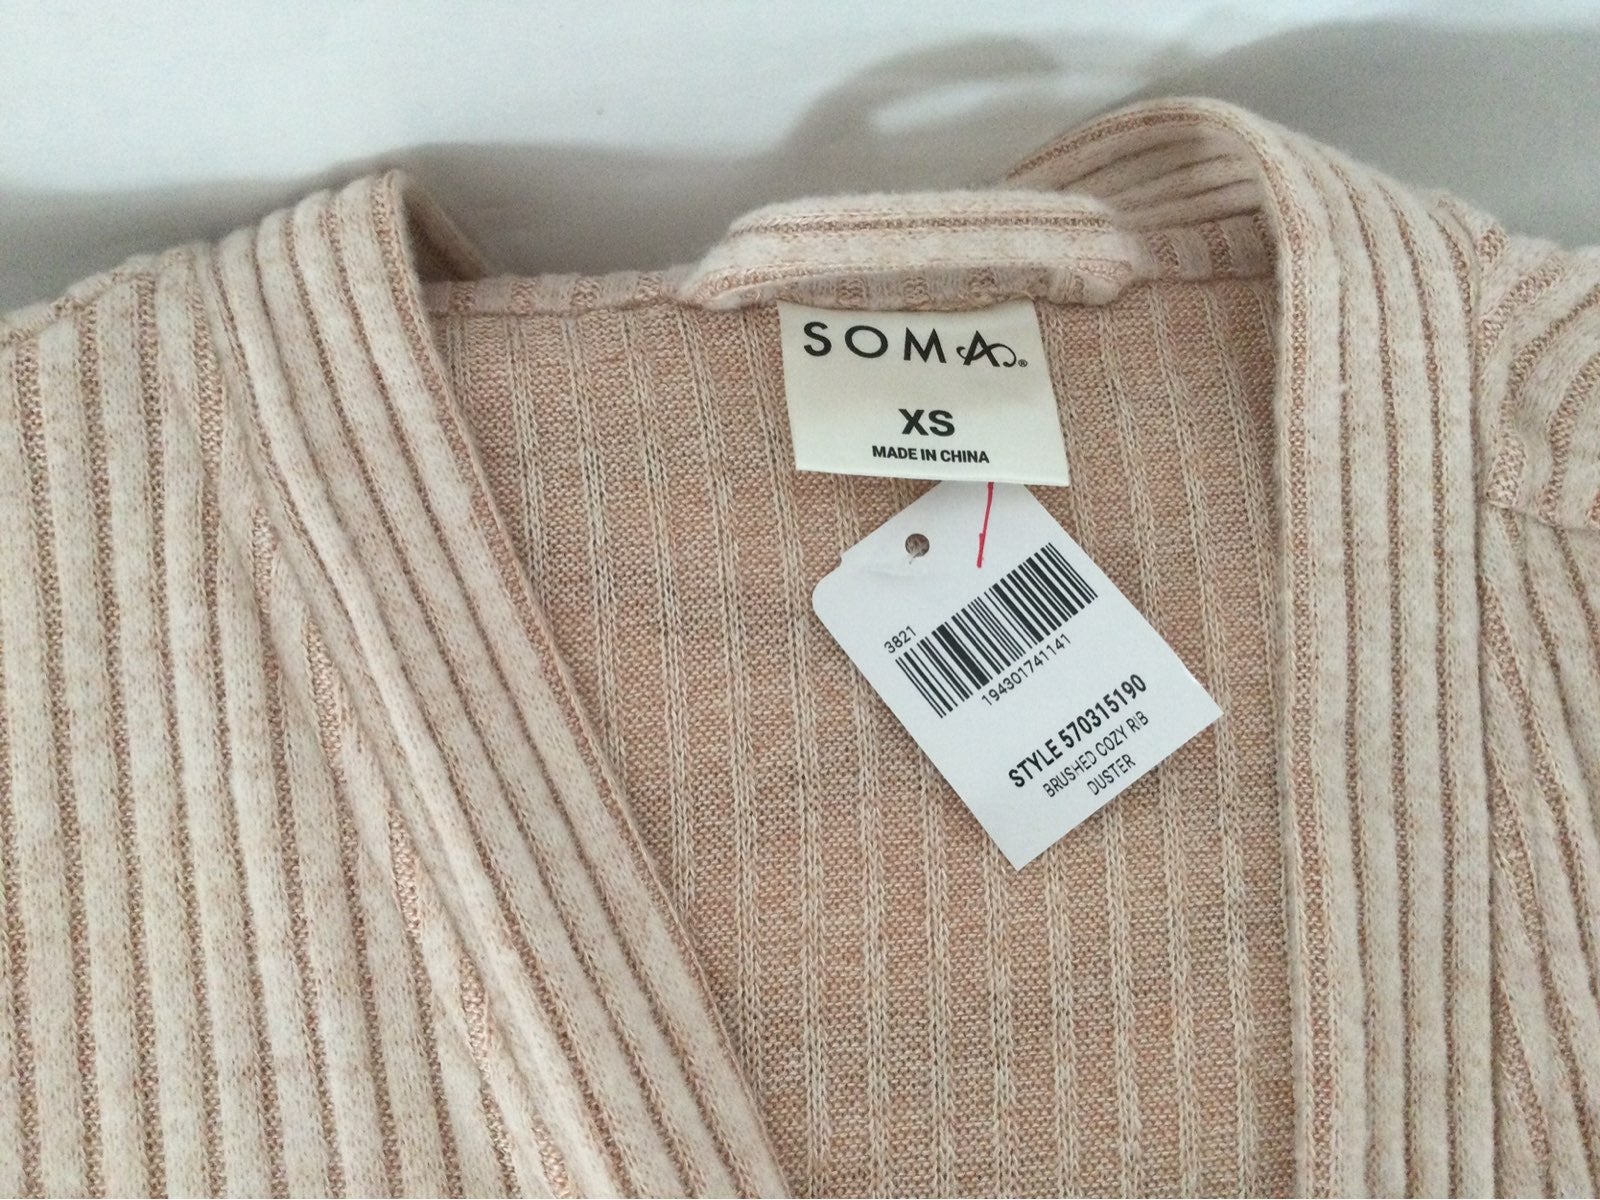 SOMA®
XS
MADE IN CHINA
3821
194301741141
STYLE 570315190
BRUSHED COZY RIB
DUSTER